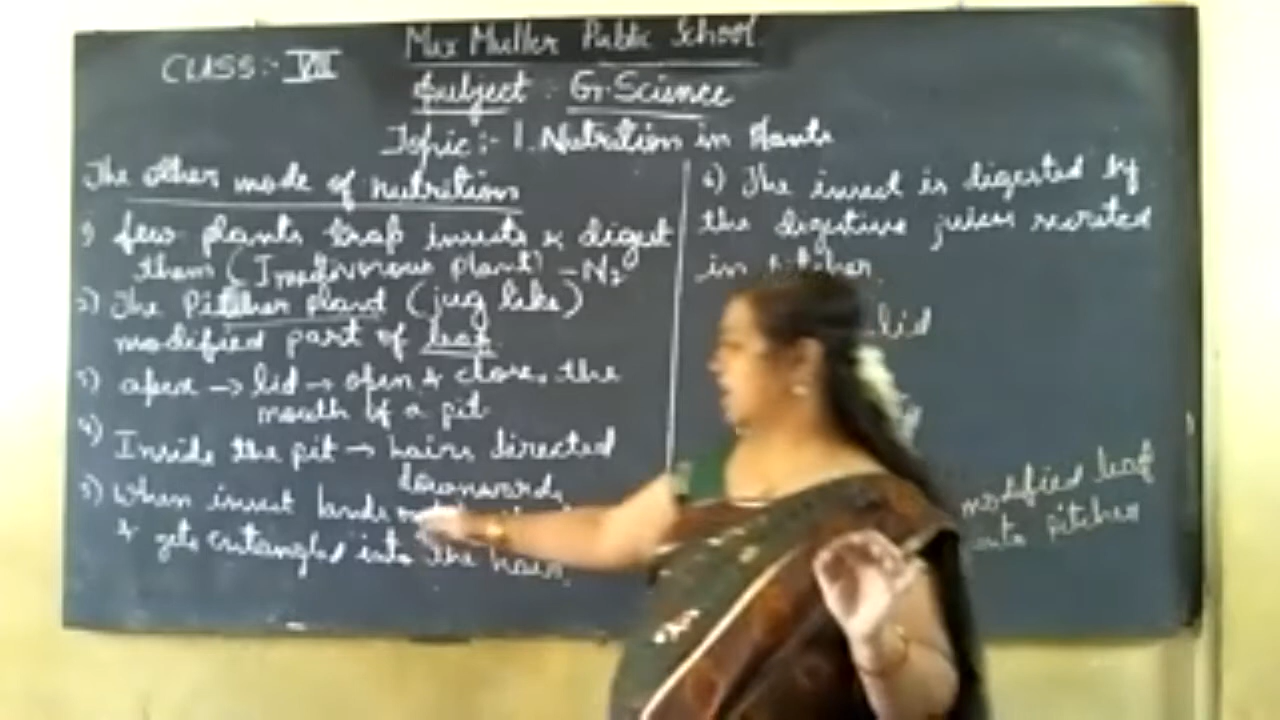 Max Muller Public School
CLASS:- VII
Subject : G.Science
Topic :- 1. Nutrition in Plants
The other mode of nutrition
1) few plants trap insects & digest
them (Insectivorous plant) - N₂
2) The Pitcher plant (jug like)
modified part of leaf
3) apex → lid → open & close, the
mouth of a pit
4) Inside the pit → hairs directed
downwards
5) When insect lands
& gets entangled into the hair.
6) The insect is digested by
the digestive juices secreted
in pitcher.
lid
modified leaf
into pitcher